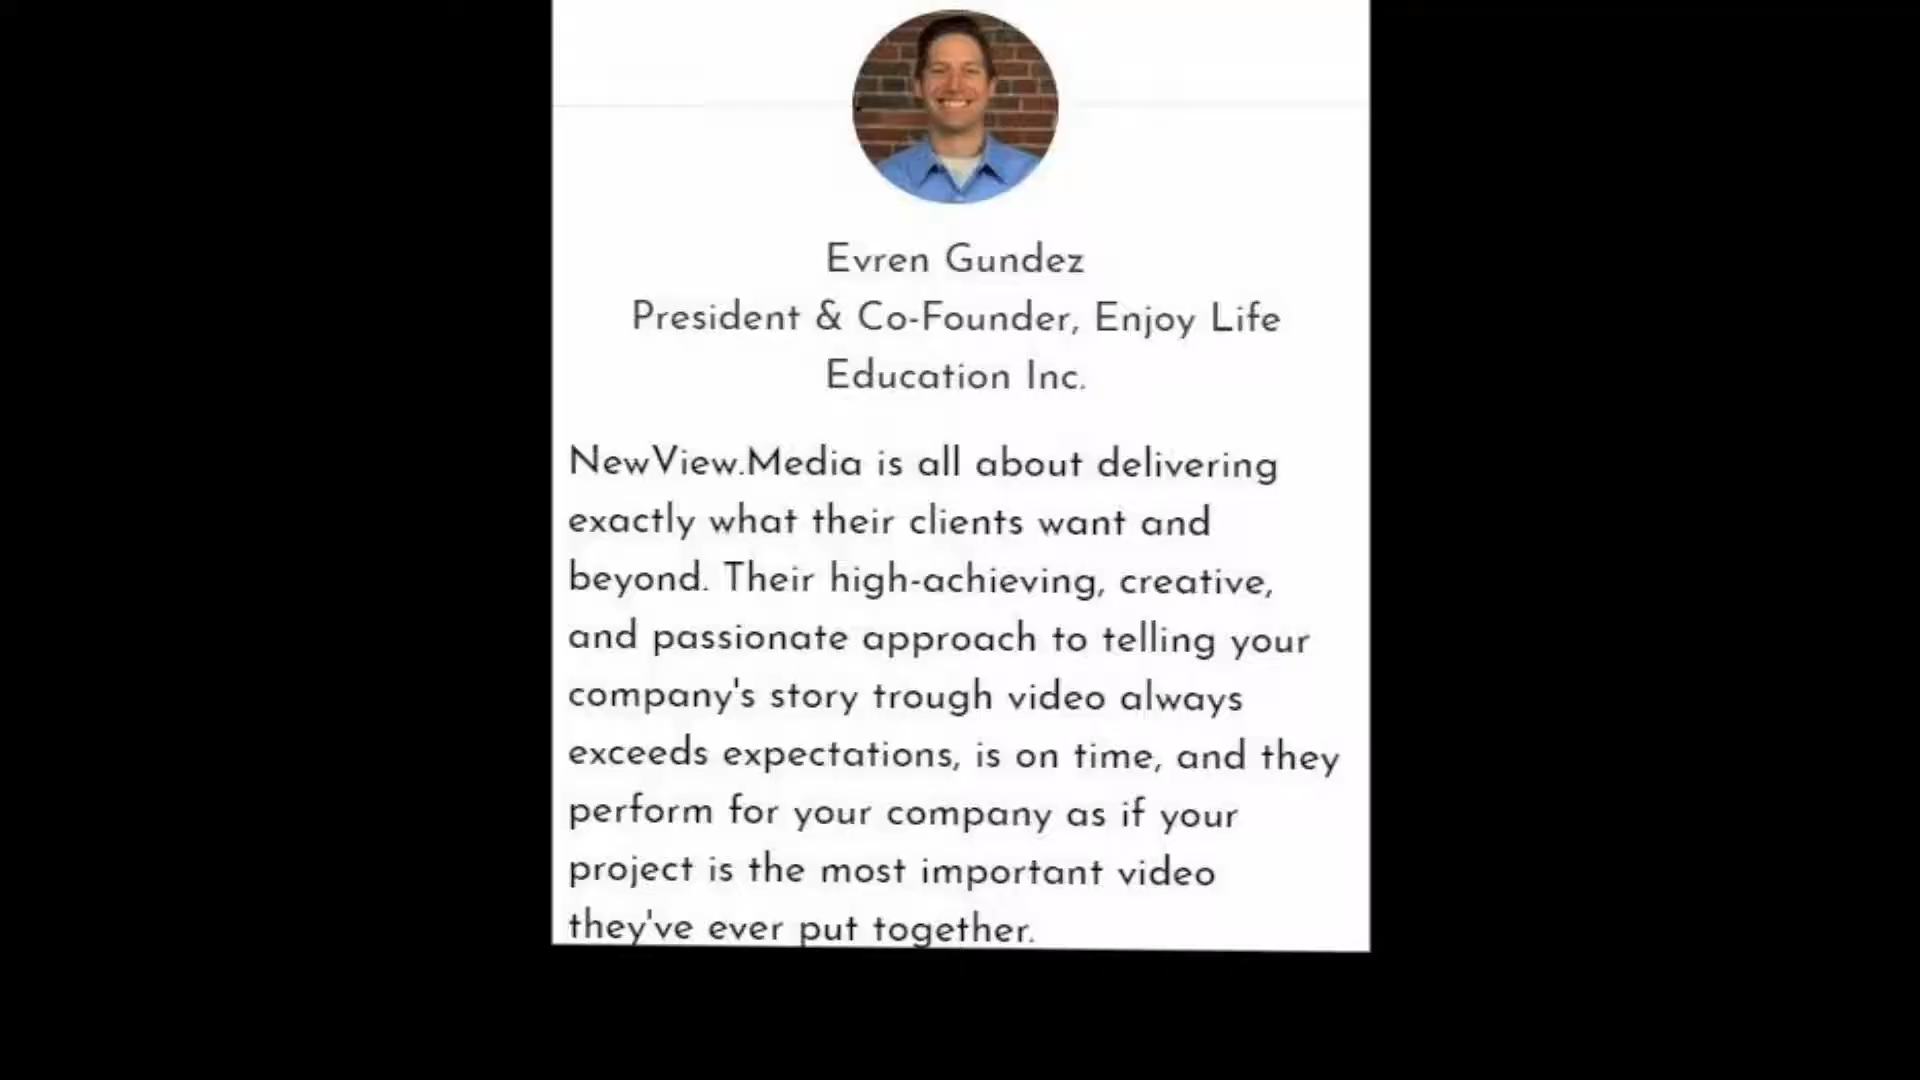 Evren Gundez
President & Co-Founder, Enjoy Life
Education Inc.
NewView.Media is all about delivering
exactly what their clients want and
beyond. Their high-achieving, creative,
and passionate approach to telling your
company's story trough video always
exceeds expectations, is on time, and they
perform for your company as if your
project is the most important video
they've ever put together.